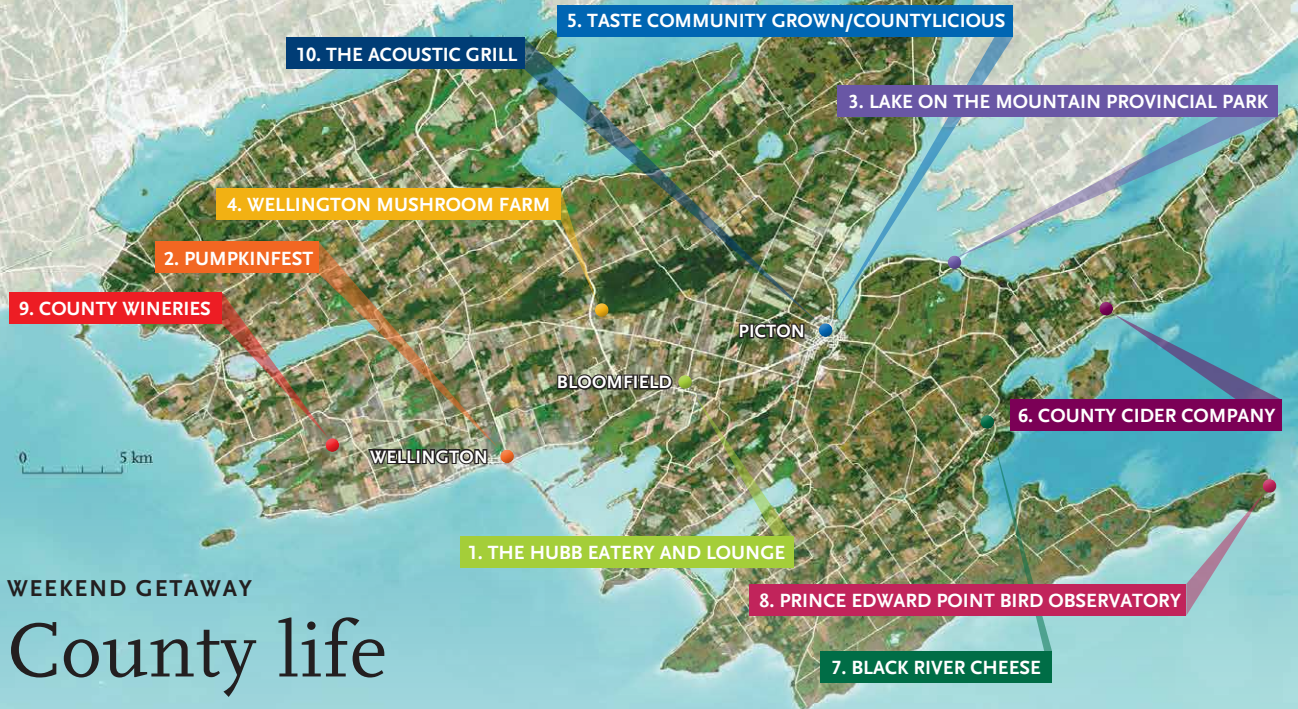 5. TASTE COMMUNITY GROWN/COUNTYLICIOUS
10. THE ACOUSTIC GRILL
3. LAKE ON THE MOUNTAIN PROVINCIAL PARK
4. WELLINGTON MUSHROOM FARM
2. PUMPKINFEST
9. COUNTY WINERIES
PICTON
BLOOMFIELD
6. COUNTY CIDER COMPANY
WELLINGTON
0 5 km
1. THE HUBB EATERY AND LOUNGE
WEEKEND GETAWAY
8. PRINCE EDWARD POINT BIRD OBSERVATORY
County life
7. BLACK RIVER CHEESE